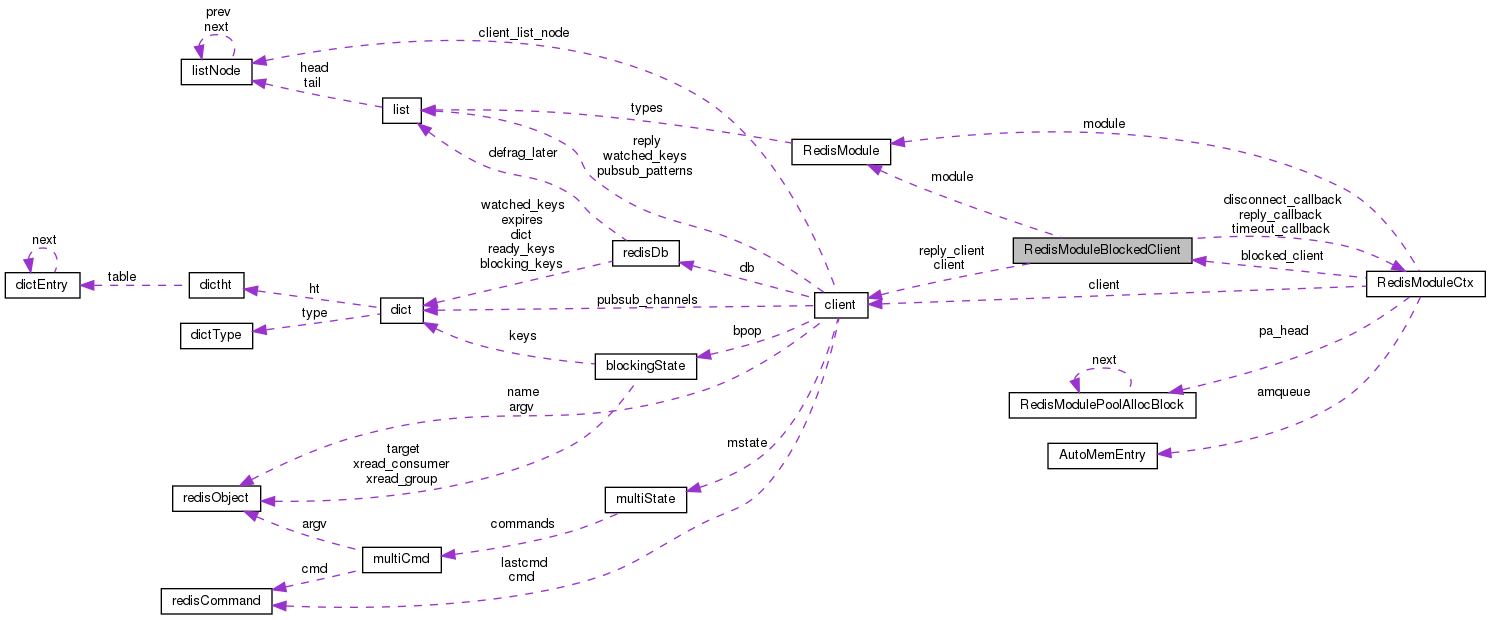 prev
next
client_list_node
listNode
head
tail
list
types
module
RedisModule
reply
watched_keys
pubsub_patterns
defrag_later
module
disconnect_callback
reply_callback
timeout_callback
watched_keys
expires
dict
ready_keys
blocking_keys
next
redisDb
reply_client
client
RedisModuleBlockedClient
blocked_client
dictEntry
table
dictht
ht
db
client
RedisModuleCtx
type
dict
pubsub_channels
client
dictType
keys
bpop
pa_head
blockingState
next
name
argv
RedisModulePoolAllocBlock
amqueue
target
xread_consumer
xread_group
mstate
AutoMemEntry
redisObject
multiState
argv
commands
multiCmd
cmd
lastcmd
cmd
redisCommand